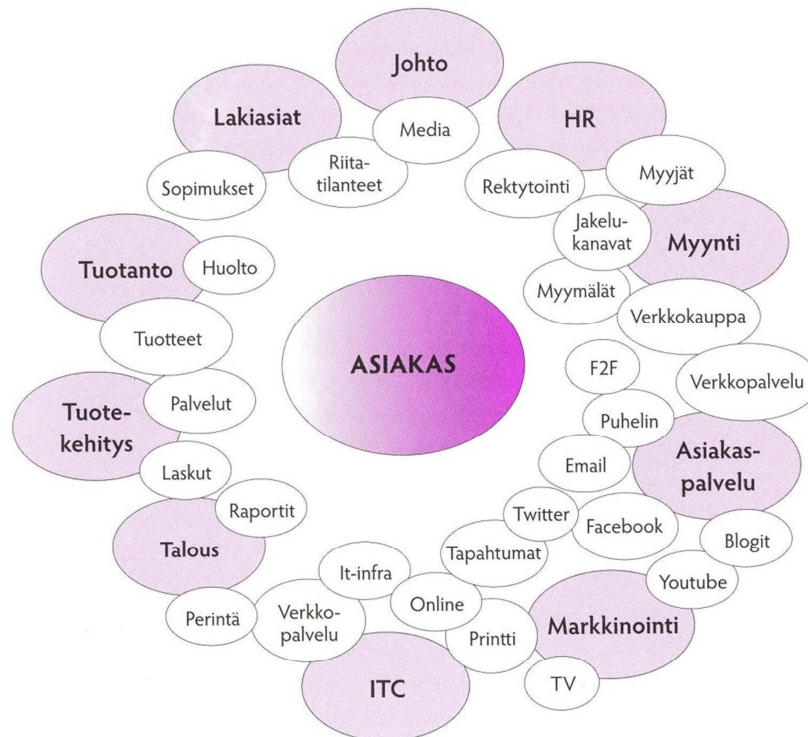 Johto
Media
HR
Rektytointi
Myyjät
Jakelu-
kanavat
Myynti
Myymälät
Verkkokauppa
Verkkopalvelu
F2F
Puhelin
Email
Asiakas-
palvelu
Twitter
Facebook
Blogit
Youtube
Tapahtumat
Markkinointi
TV
Printti
Online
It-infra
ITC
Verkko-
palvelu
Perintä
Talous
Raportit
Laskut
Tuote-
kehitys
Palvelut
Tuotteet
Tuotanto
Huolto
Sopimukset
Lakiasiat
Riita-
tilanteet
ASIAKAS